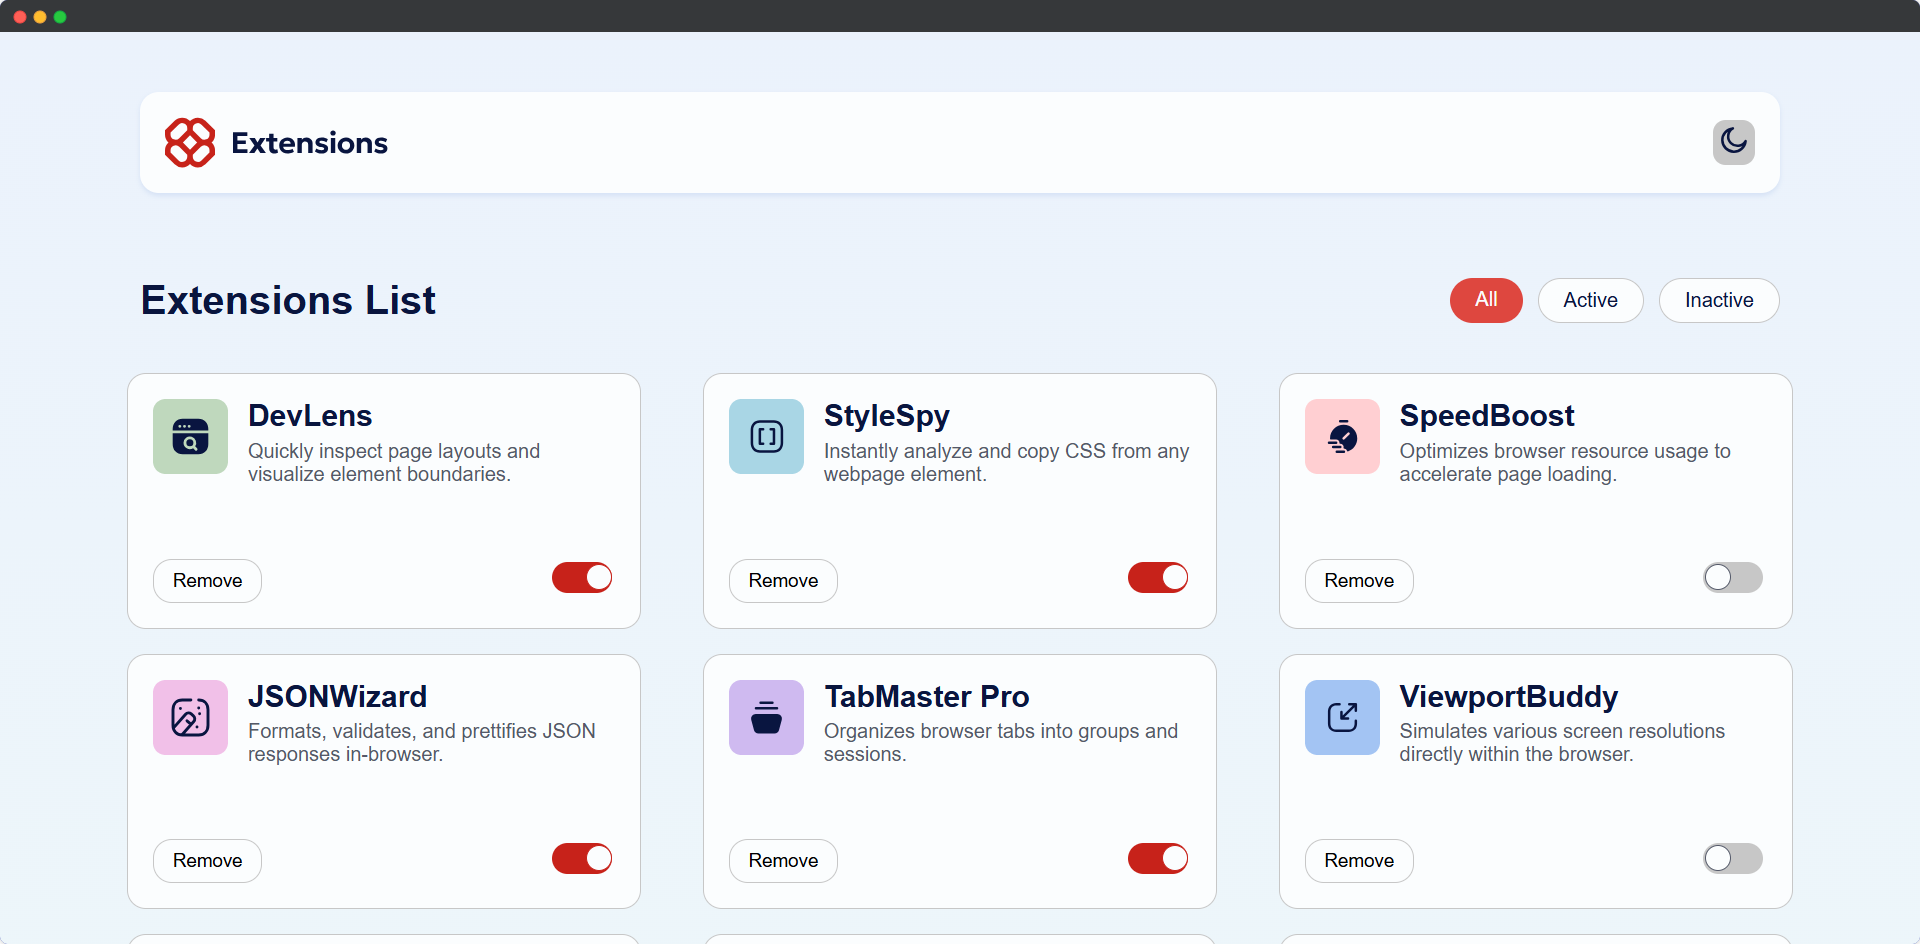 Extensions
Extensions List
All
Active
Inactive
DevLens
Quickly inspect page layouts and
visualize element boundaries.
Remove
StyleSpy
Instantly analyze and copy CSS from any
webpage element.
Remove
SpeedBoost
Optimizes browser resource usage to
accelerate page loading.
Remove
JSONWizard
Formats, validates, and prettifies JSON
responses in-browser.
Remove
TabMaster Pro
Organizes browser tabs into groups and
sessions.
Remove
ViewportBuddy
Simulates various screen resolutions
directly within the browser.
Remove